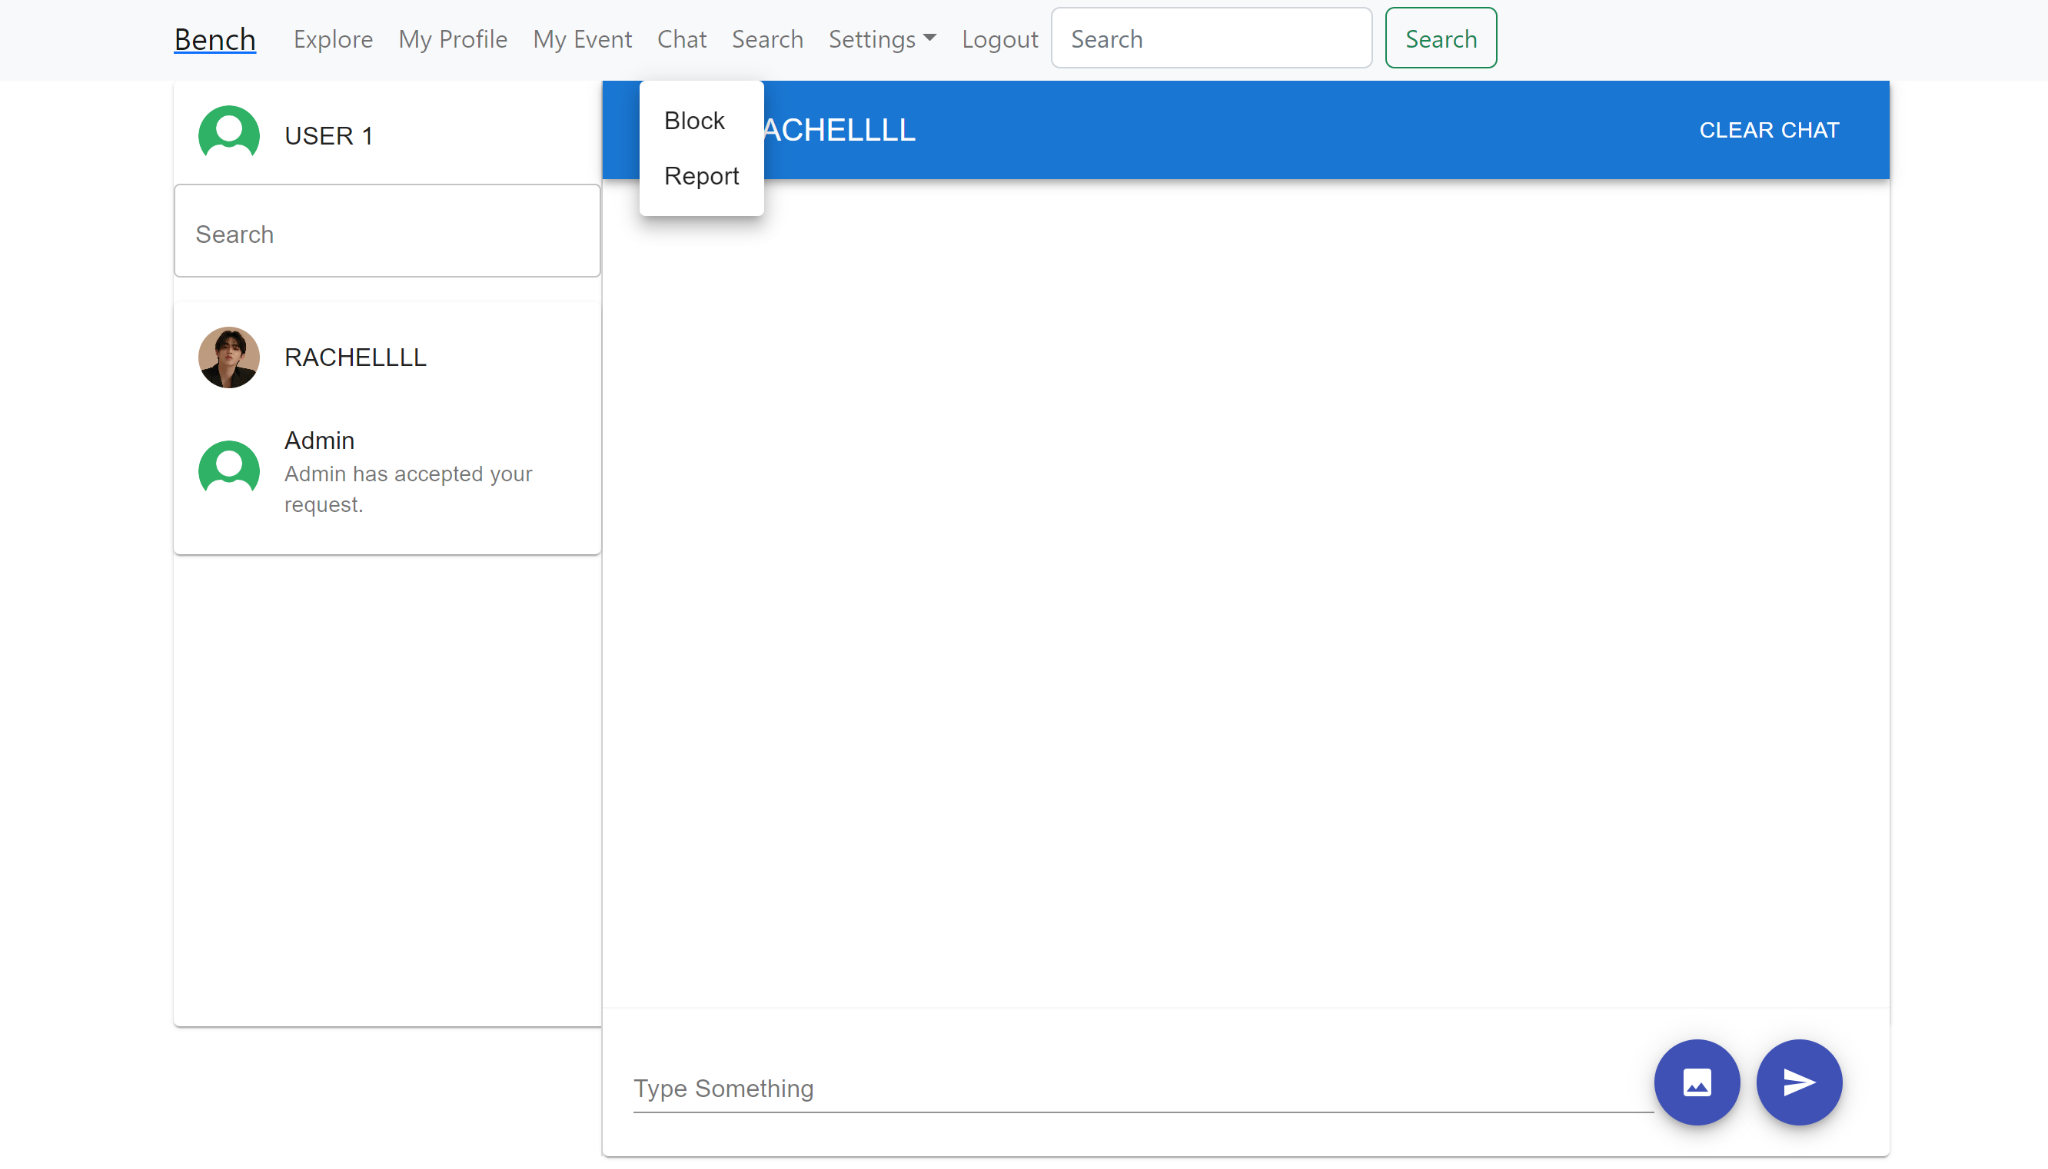 Bench Explore My Profile My Event Chat Search Settings Logout Search Search
USER 1
Search
RACHELLLL
Admin
Admin has accepted your
request.
Block
Report
ACHELLLL
CLEAR CHAT
Type Something